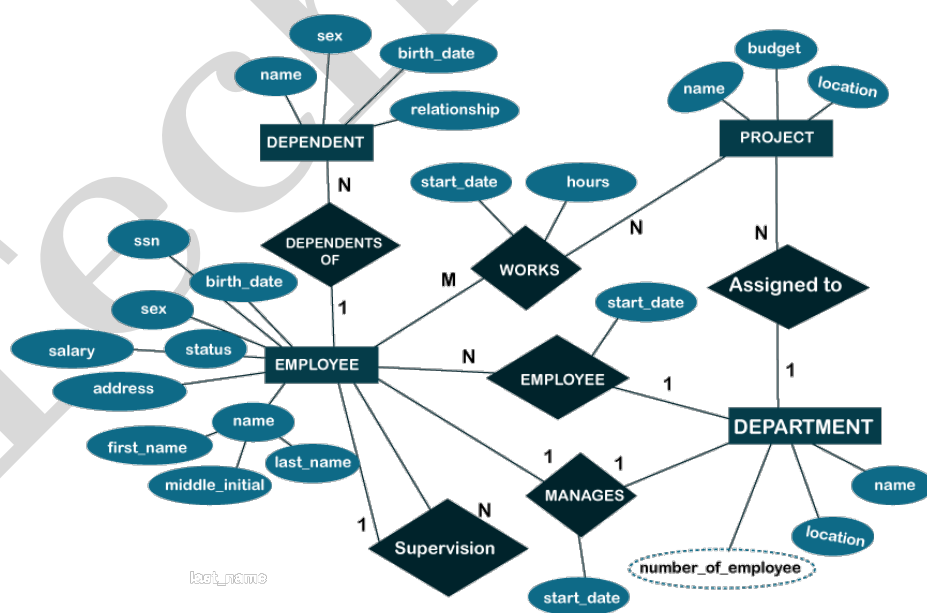 sex
birth_date
name
relationship
DEPENDENT
N
DEPENDENTS
OF
1
budget
name
location
PROJECT
start_date
hours
WORKS
M
N
N
Assigned to
1
ssn
birth_date
sex
status
salary
address
EMPLOYEE
name
first_name
middle_initial
last_name
N
EMPLOYEE
start_date
1
DEPARTMENT
name
location
number_of_employee
1
1
MANAGES
start_date
1
N
Supervision
last_name